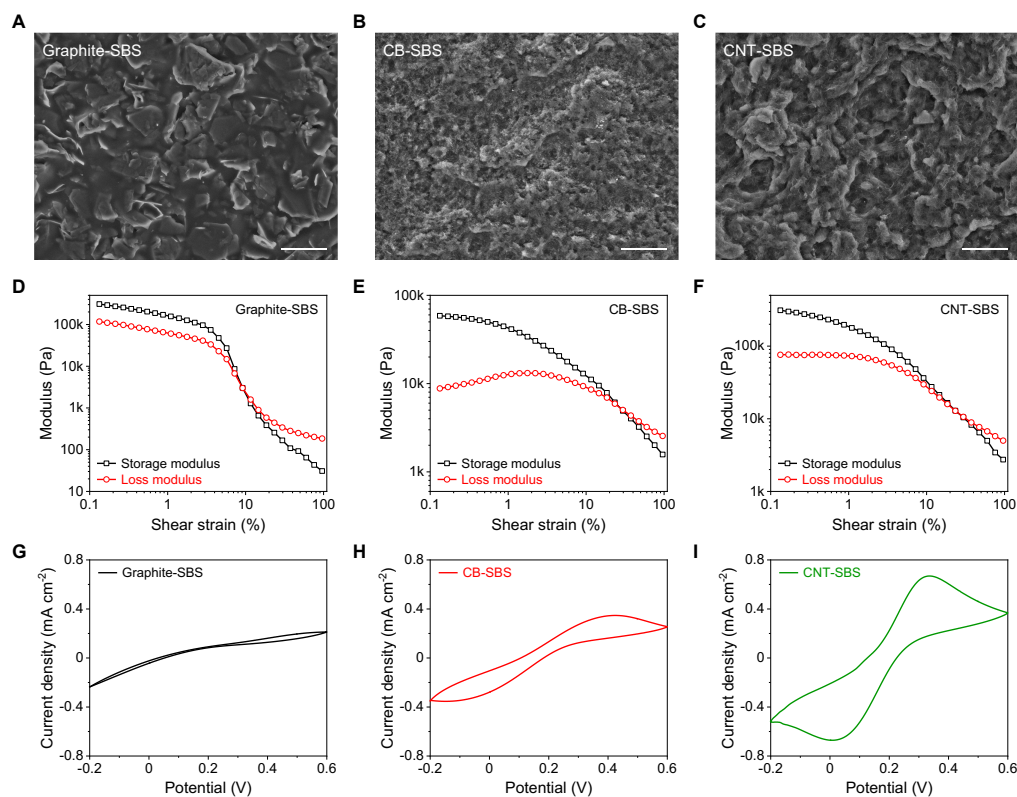 A
Graphite-SBS
B
CB-SBS
C
CNT-SBS
D
100k
10k
1k
100
10
Modulus (Pa)
Graphite-SBS
Storage modulus
Loss modulus
0.1
1
10
100
Shear strain (%)
E
100k
10k
1k
Modulus (Pa)
CB-SBS
Storage modulus
Loss modulus
0.1
1
10
100
Shear strain (%)
F
100k
10k
1k
Modulus (Pa)
CNT-SBS
Storage modulus
Loss modulus
0.1
1
10
100
Shear strain (%)
G
0.8
0.4
0
-0.4
-0.8
Current density (mA cm⁻²)
Graphite-SBS
-0.2
0
0.2
0.4
0.6
Potential (V)
H
0.8
0.4
0
-0.4
-0.8
Current density (mA cm⁻²)
CB-SBS
-0.2
0
0.2
0.4
0.6
Potential (V)
I
0.8
0.4
0
-0.4
-0.8
Current density (mA cm⁻²)
CNT-SBS
-0.2
0
0.2
0.4
0.6
Potential (V)